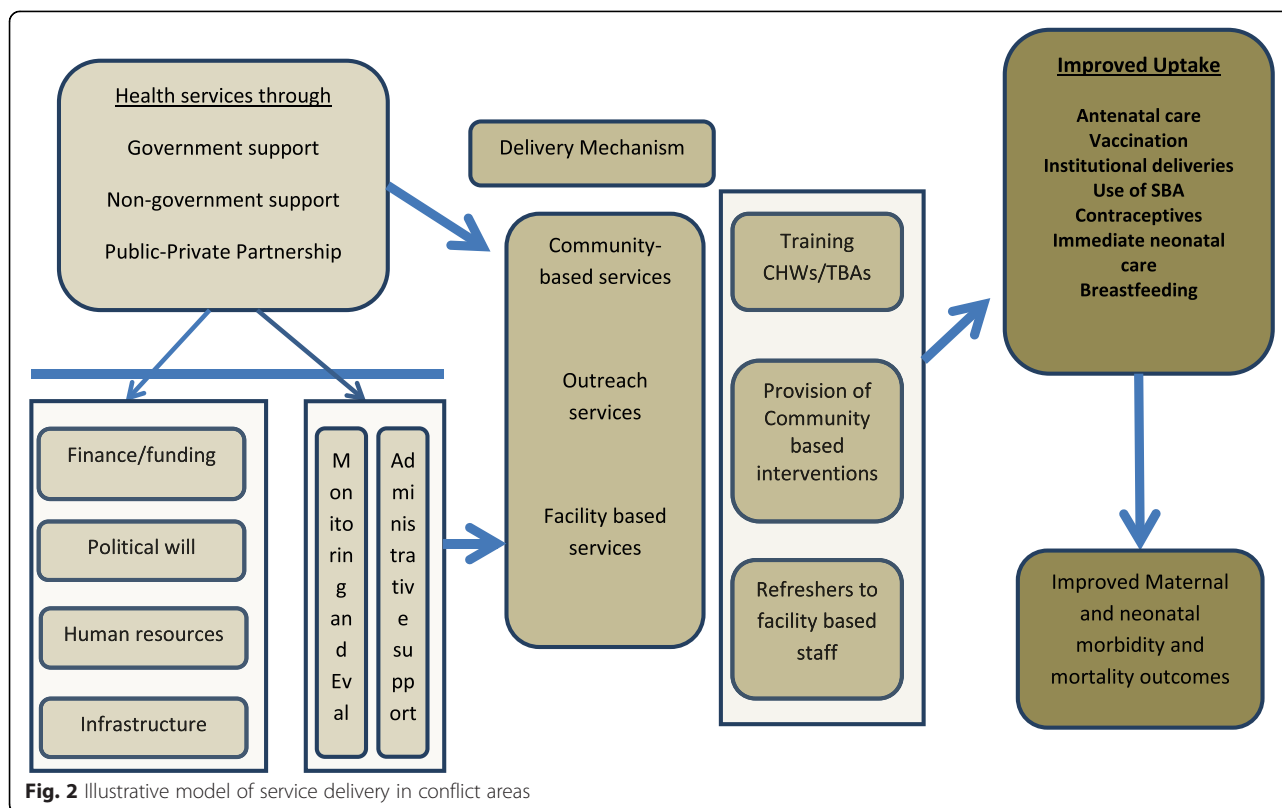 Health services through
Government support
Non-government support
Public-Private Partnership
Delivery Mechanism
Improved Uptake
Antenatal care
Vaccination
Institutional deliveries
Use of SBA
Contraceptives
Immediate neonatal
care
Breastfeeding
Finance/funding
Political will
Human resources
Infrastructure
M
on
ito
rin
g
an
d
Ev
al
Ad
mi
nis
tra
tiv
e
su
pp
ort
Community-
based services
Outreach
services
Facility based
services
Training
CHWs/TBAs
Provision of
Community
based
interventions
Refreshers to
facility based
staff
Improved Maternal
and neonatal
morbidity and
mortality outcomes
Fig. 2 Illustrative model of service delivery in conflict areas